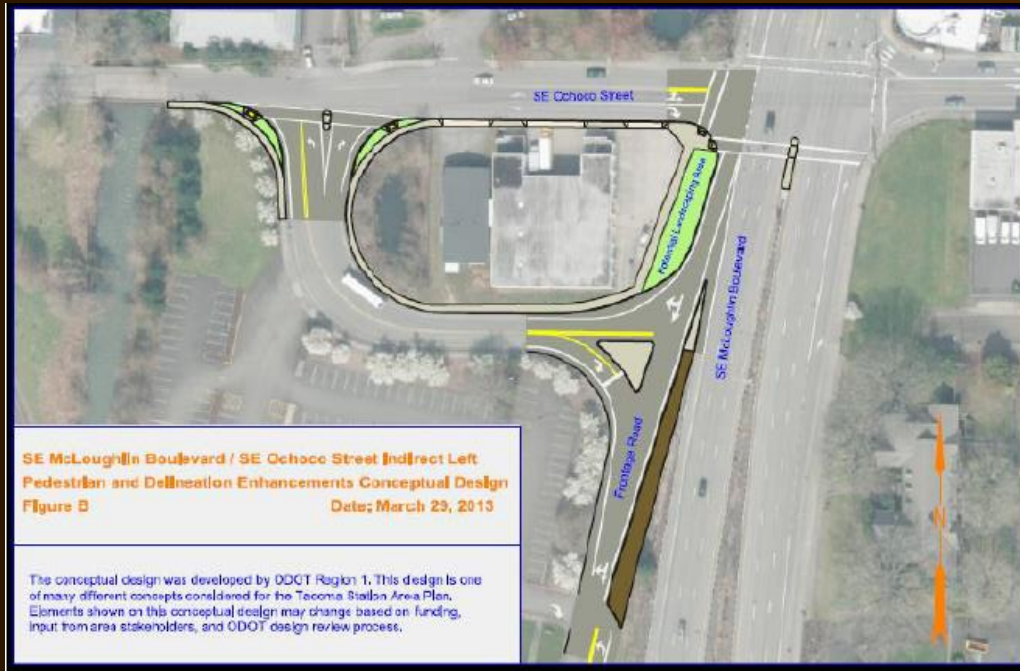 SE Ochoco Street
Potential Landscaping Area
SE McLoughlin Boulevard
Frontage Road
SE McLoughlin Boulevard / SE Ochoco Street Indirect Left
Pedestrian and Delineation Enhancements Conceptual Design
Figure B Date: March 29, 2013
The conceptual design was developed by ODOT Region 1. This design is one
of many different concepts considered for the Tacoma Station Area Plan.
Elements shown on this conceptual design may change based on funding,
input from area stakeholders, and ODOT design review process.
N